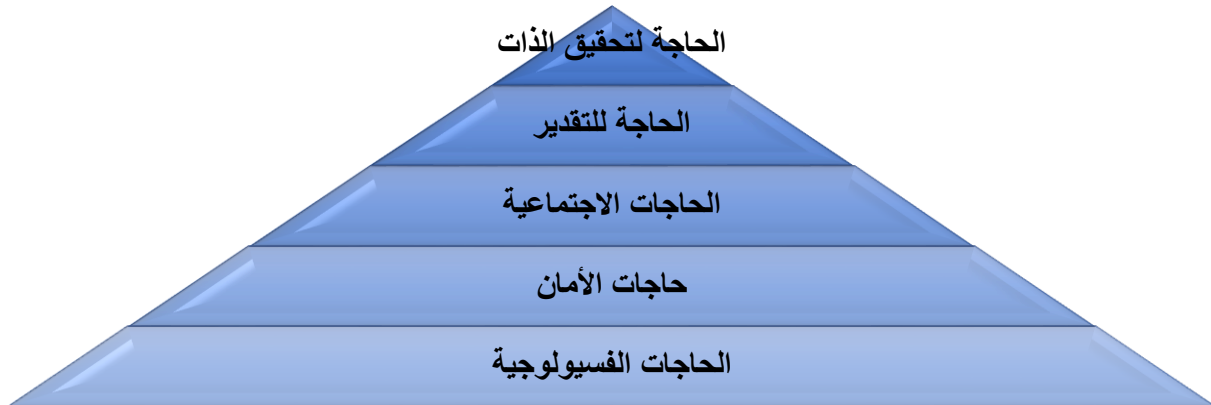 الحاجة لتحقيق الذات
الحاجة للتقدير
الحاجات الاجتماعية
حاجات الأمان
الحاجات الفسيولوجية